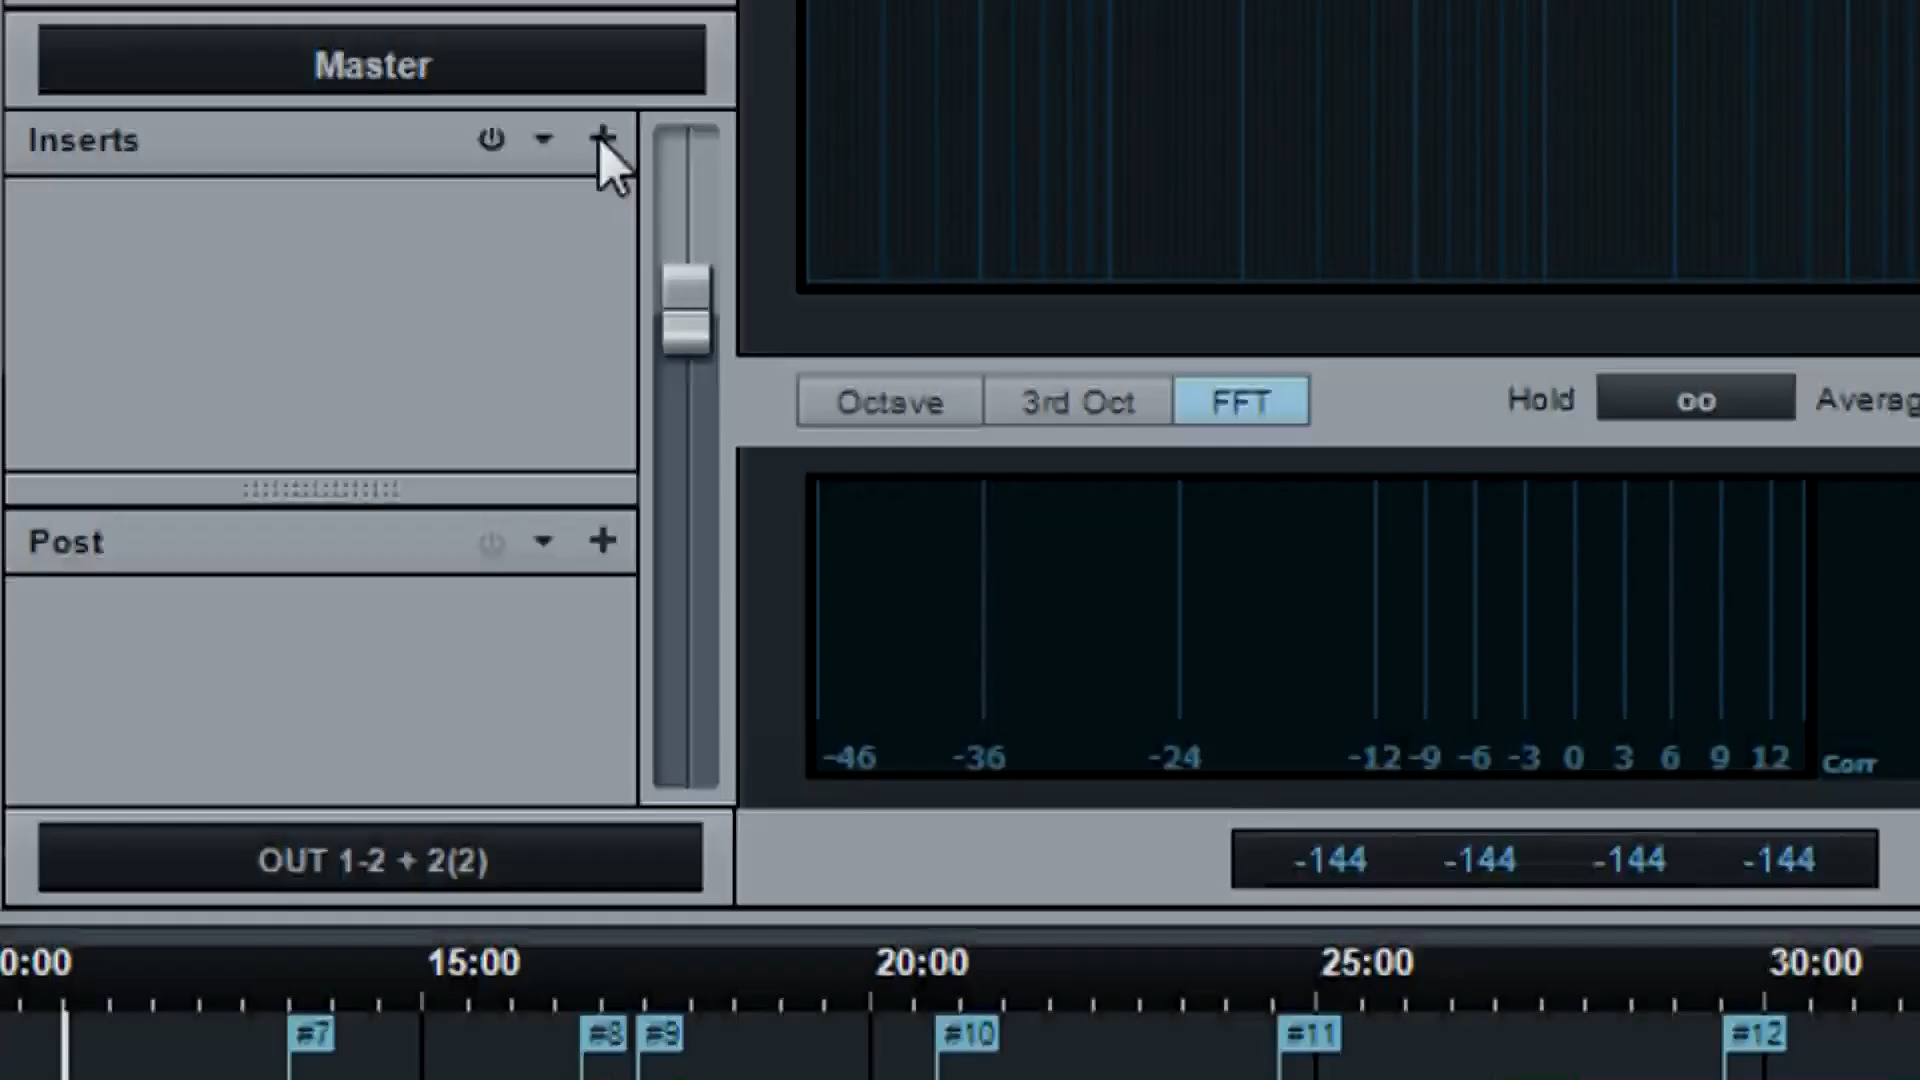 Master
Inserts
Octave 3rd Oct FFT Hold oo
Post
-46 -36 -24 -12 -9 -6 -3 0 3 6 9 12 Corr
OUT 1-2 + 2(2)
-144 -144 -144 -144
0:00 15:00 20:00 25:00 30:00
#7 #8 #9 #10 #11 #12